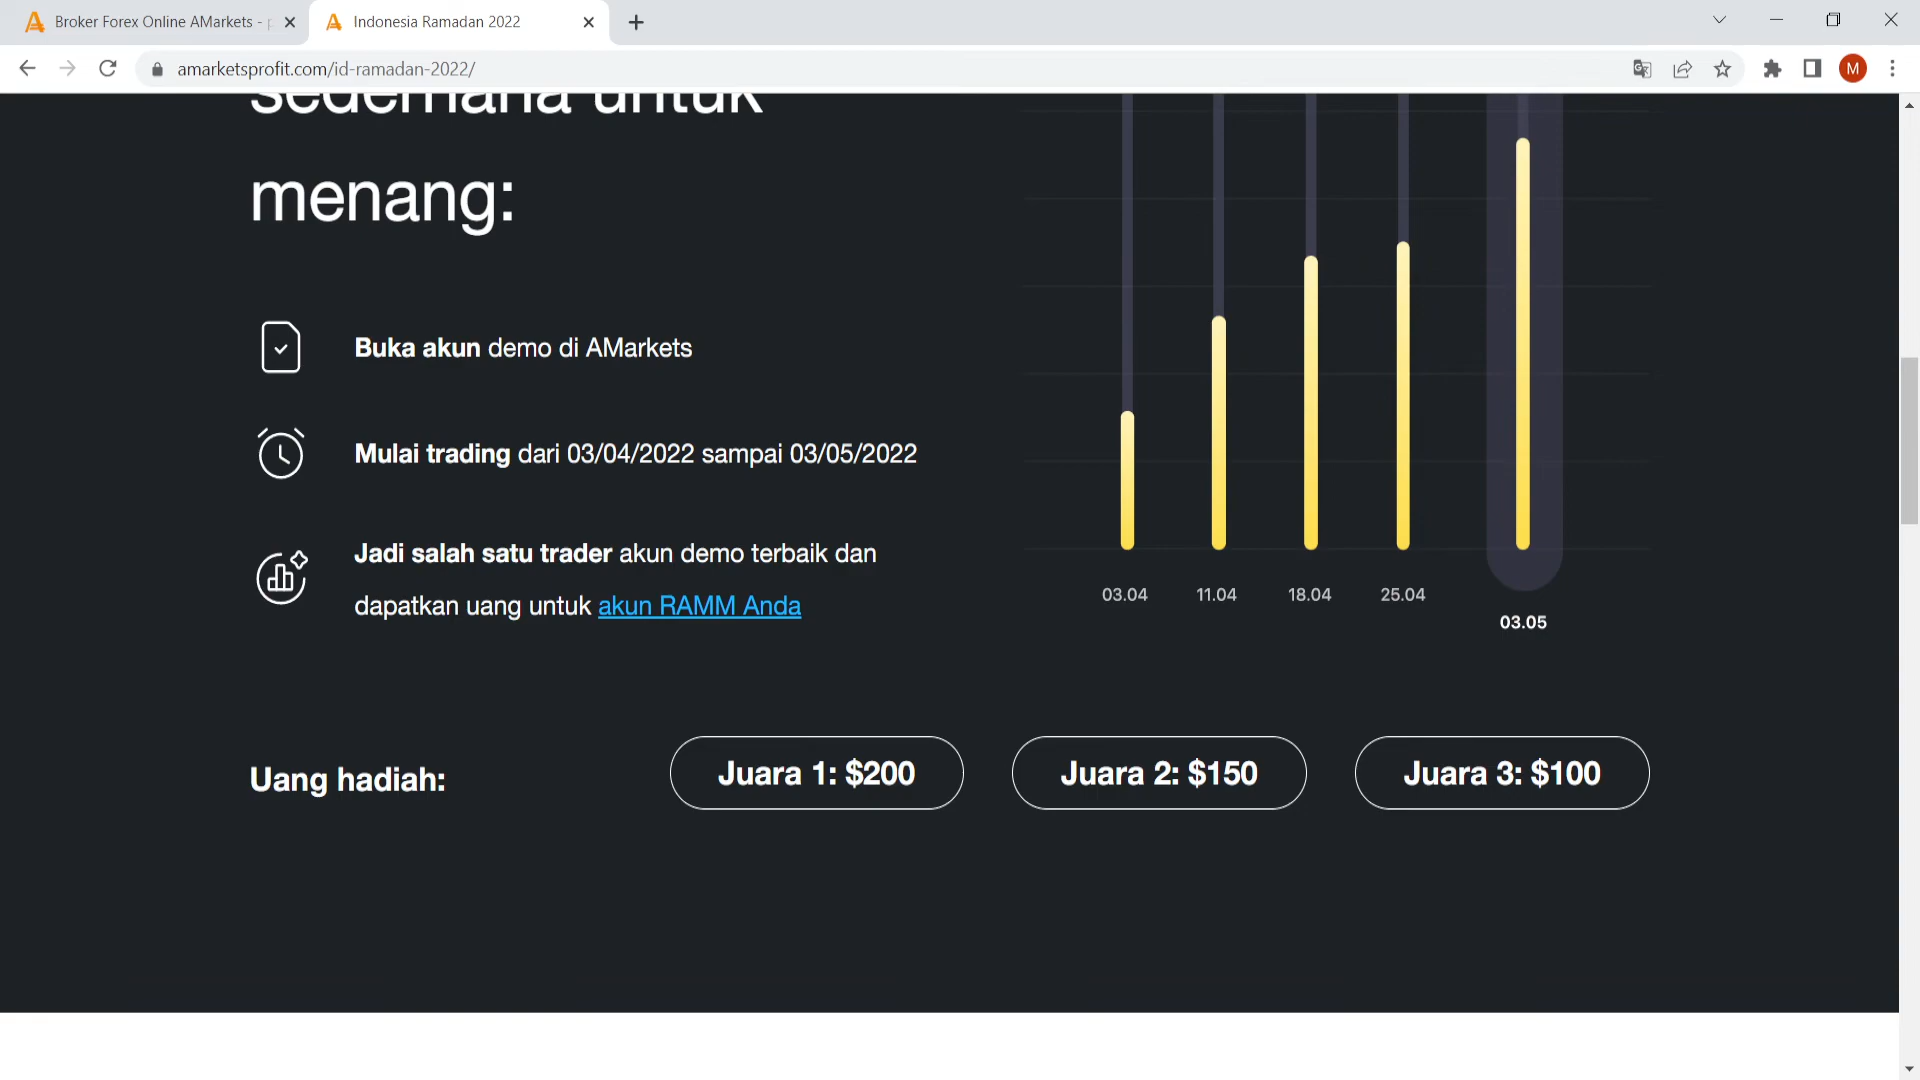 Broker Forex Online AMarkets -
Indonesia Ramadan 2022
amarketsprofit.com/id-ramadan-2022/
M
sederhana untuk
menang:
Buka akun demo di AMarkets
Mulai trading dari 03/04/2022 sampai 03/05/2022
Jadi salah satu trader akun demo terbaik dan
dapatkan uang untuk akun RAMM Anda
03.04 11.04 18.04 25.04
03.05
Uang hadiah:
Juara 1: $200
Juara 2: $150
Juara 3: $100